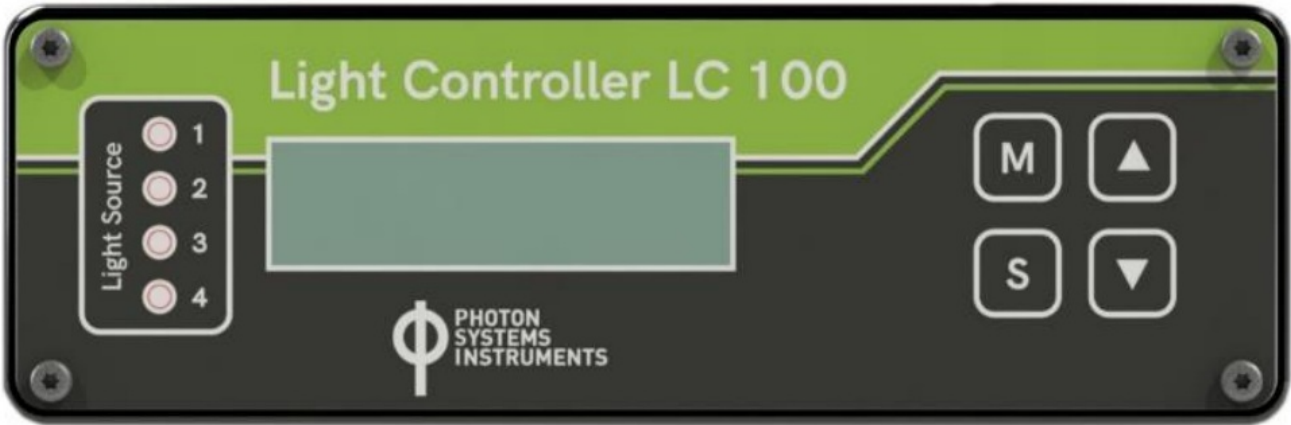 Light Controller LC 100
Light Source
1
2
3
4
M
▲
S
▼
PHOTON
SYSTEMS
INSTRUMENTS